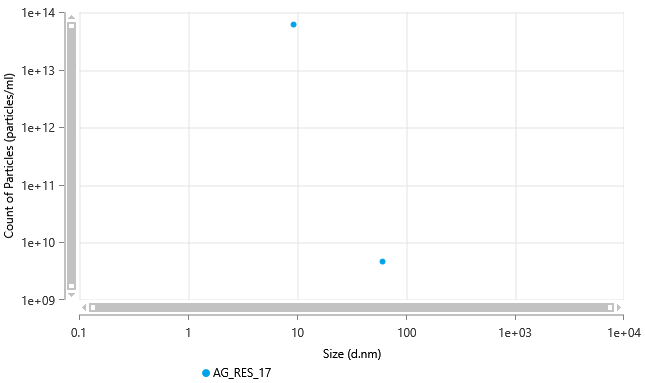 1e+14
1e+13
1e+12
1e+11
1e+10
1e+09
Count of Particles (particles/ml)
0.1 1 10 100 1e+03 1e+04
Size (d.nm)
AG_RES_17